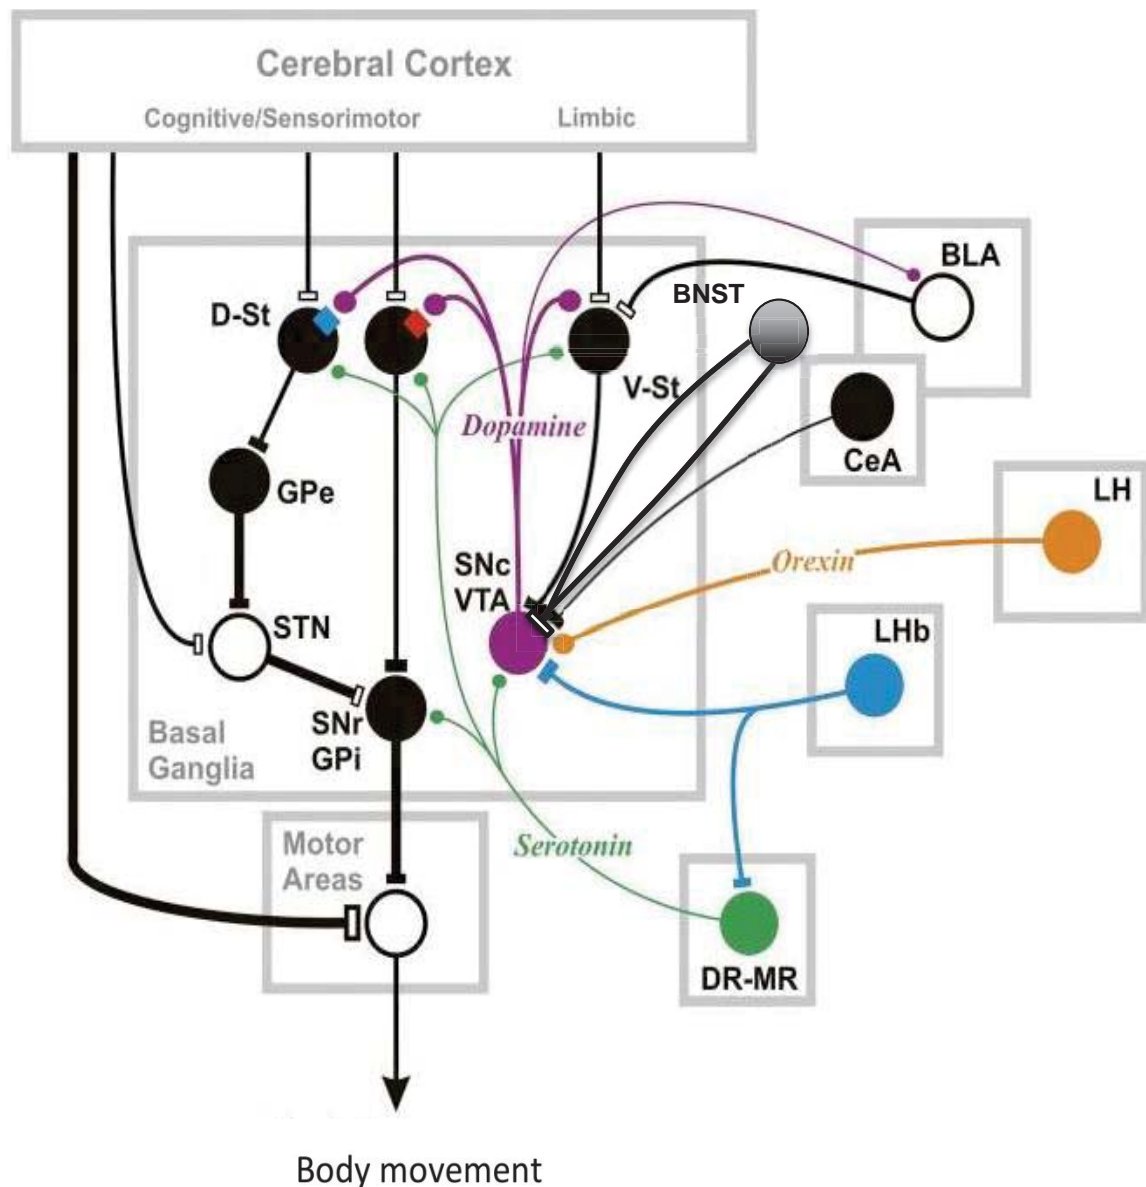 Cerebral Cortex
Cognitive/Sensorimotor
Limbic
BLA
BNST
D-St
V-St
Dopamine
CeA
GPe
LH
SNc
VTA
Orexin
STN
LHb
SNr
GPi
Basal
Ganglia
Serotonin
Motor
Areas
DR-MR
Body movement